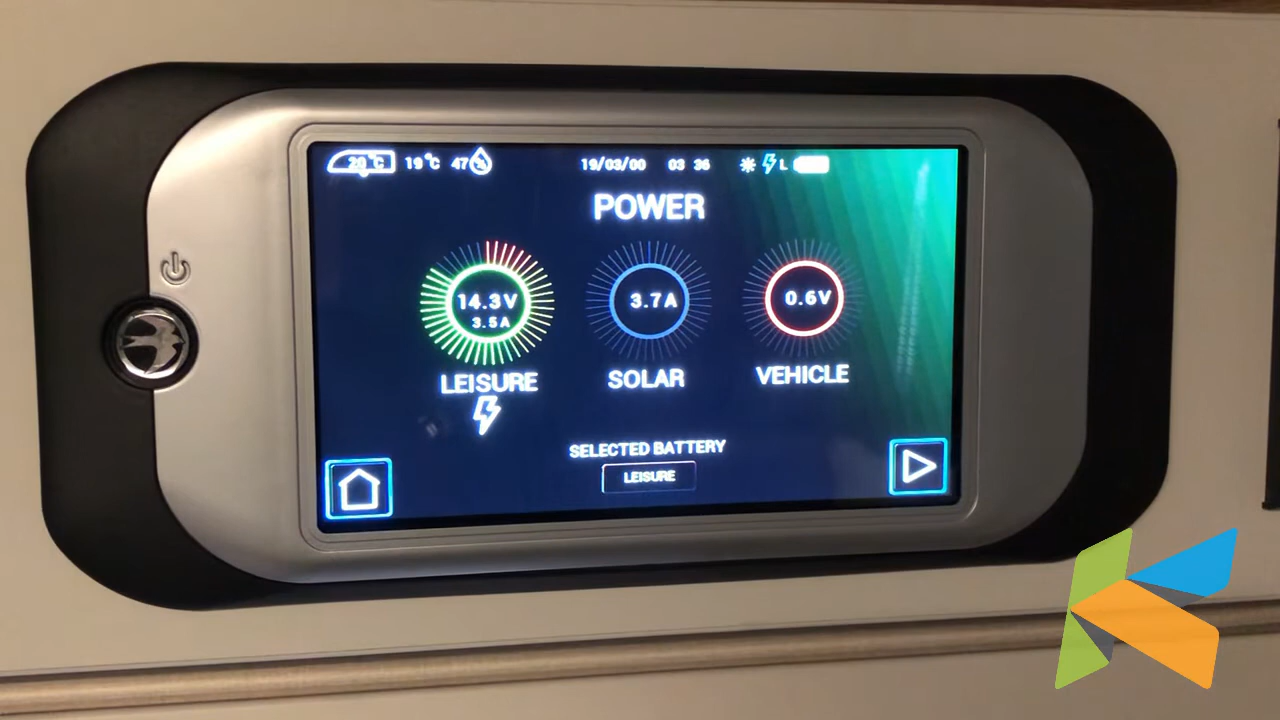 20°C 19°C 47 19/03/00 03 36 L
POWER
14.3V 3.7A 0.6V
3.5A
LEISURE SOLAR VEHICLE
SELECTED BATTERY
LEISURE